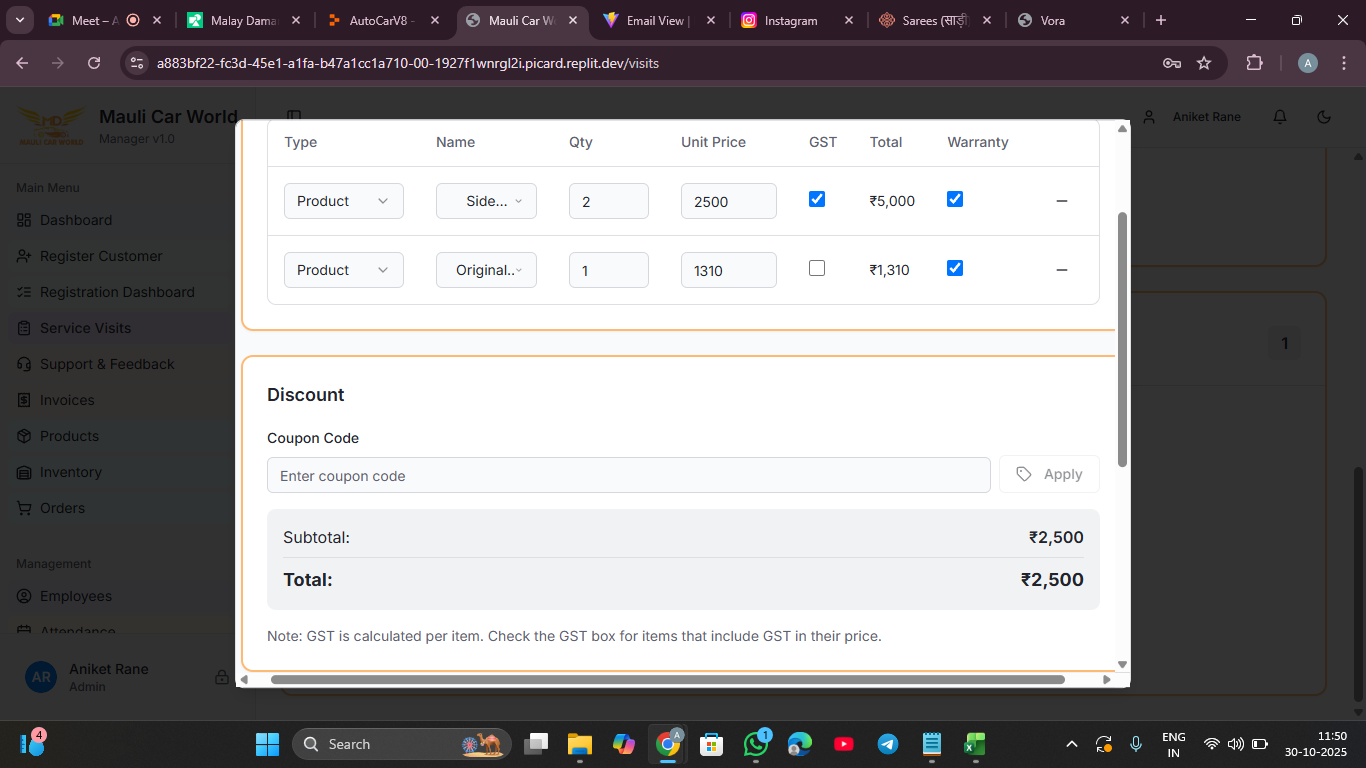 Meet – A
Malay Dama
AutoCarV8 -
Mauli Car W
Email View |
Instagram
Sarees (साड़ी
Vora
a883bf22-fc3d-45e1-a1fa-b47a1cc1a710-00-1927f1wnrgl2i.picard.replit.dev/visits
A
MD
MAULI CAR WORLD
Mauli Car World
Manager v1.0
Aniket Rane
Main Menu
Dashboard
Register Customer
Registration Dashboard
Service Visits
Support & Feedback
Invoices
Products
Inventory
Orders
Management
Employees
Attendance
AR
Aniket Rane
Admin
Type Name Qty Unit Price GST Total Warranty
Product Side... 2 2500 ₹5,000
Product Original.. 1 1310 ₹1,310
1
Discount
Coupon Code
Enter coupon code
Apply
Subtotal: ₹2,500
Total: ₹2,500
Note: GST is calculated per item. Check the GST box for items that include GST in their price.
4
Search
A
1
ENG
IN
11:50
30-10-2025